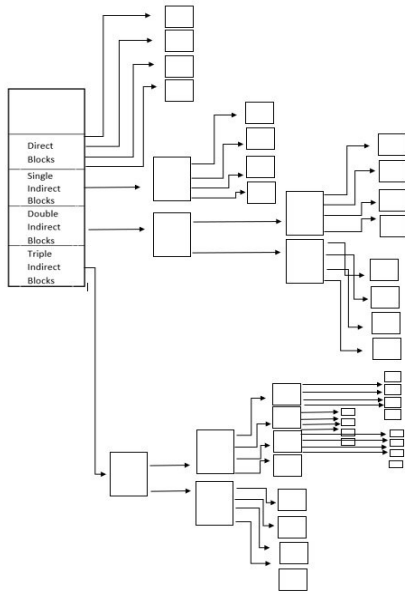 Direct
Blocks
Single
Indirect
Blocks
Double
Indirect
Blocks
Triple
Indirect
Blocks